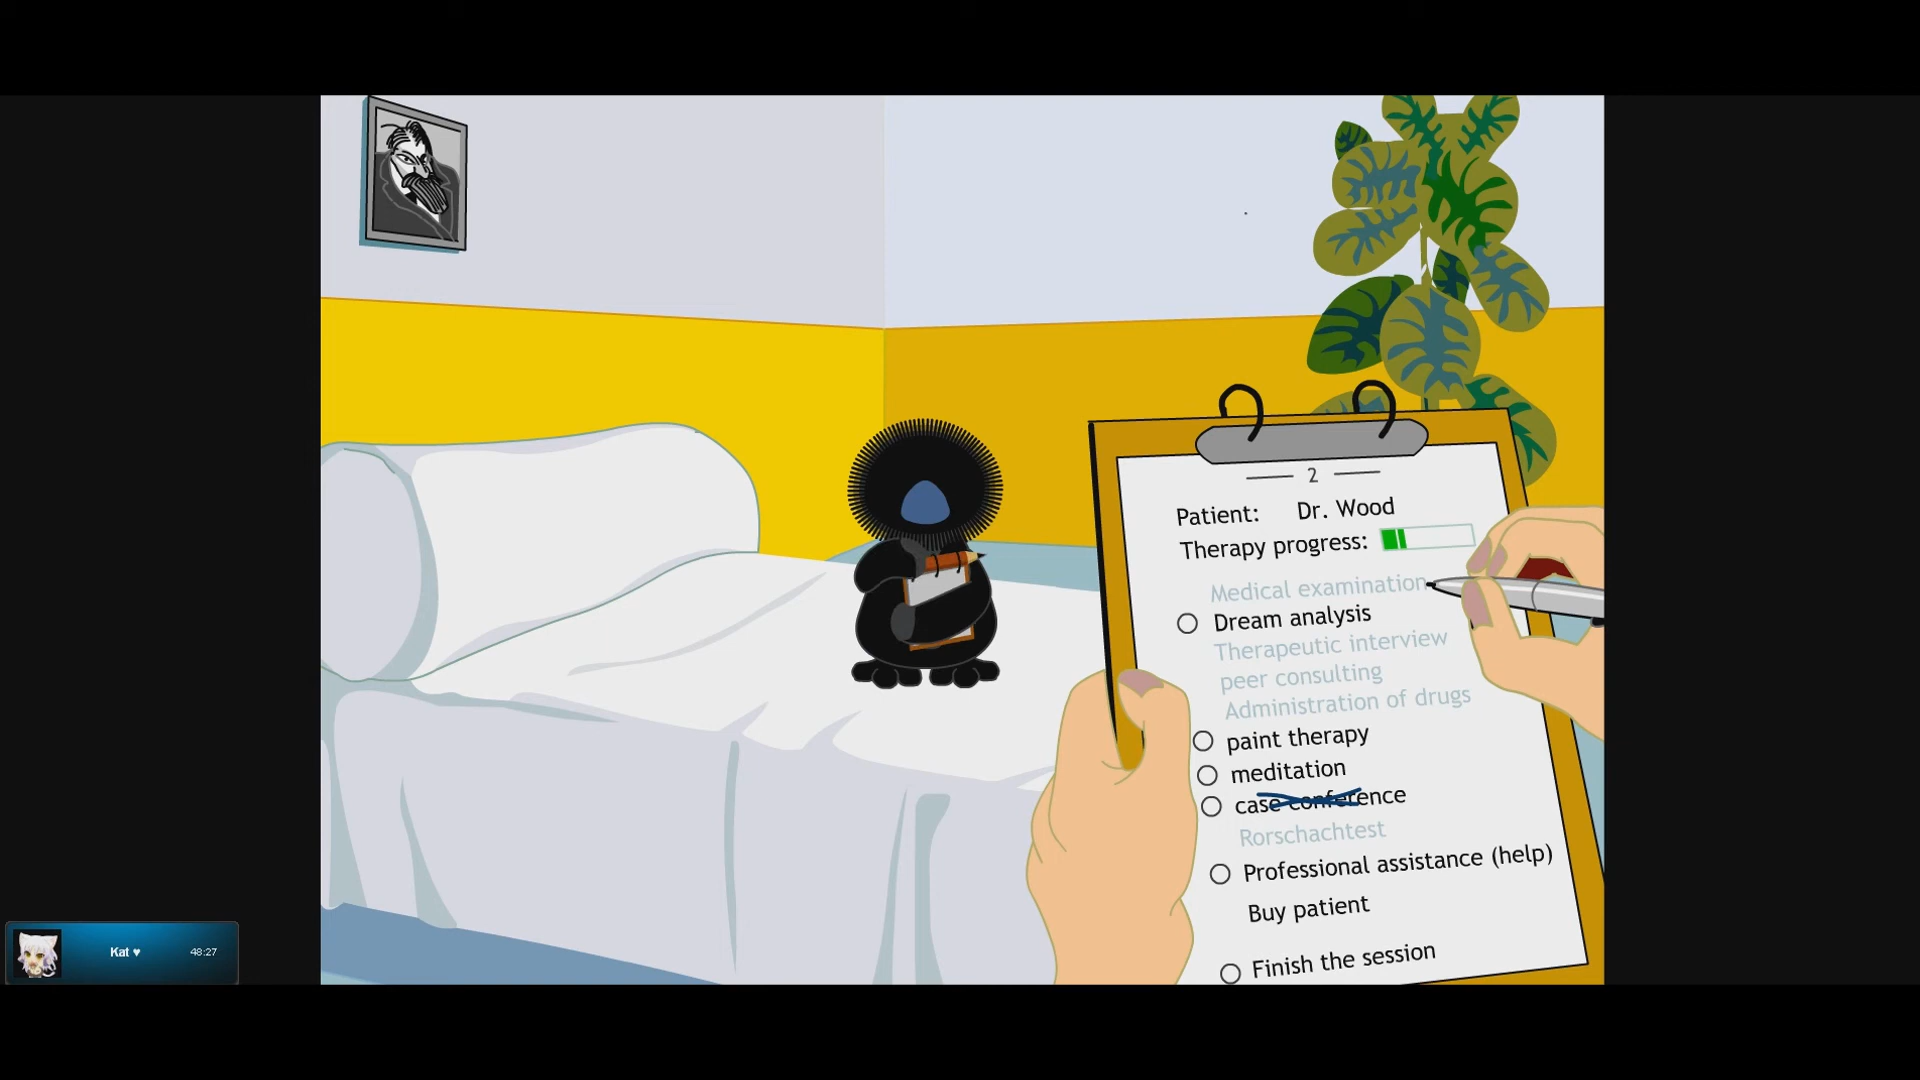 2
Patient: Dr. Wood
Therapy progress:
Medical examination
Dream analysis
Therapeutic interview
peer consulting
Administration of drugs
paint therapy
meditation
case conference
Rorschachtest
Professional assistance (help)
Buy patient
Finish the session
Kat ♥ 48:27